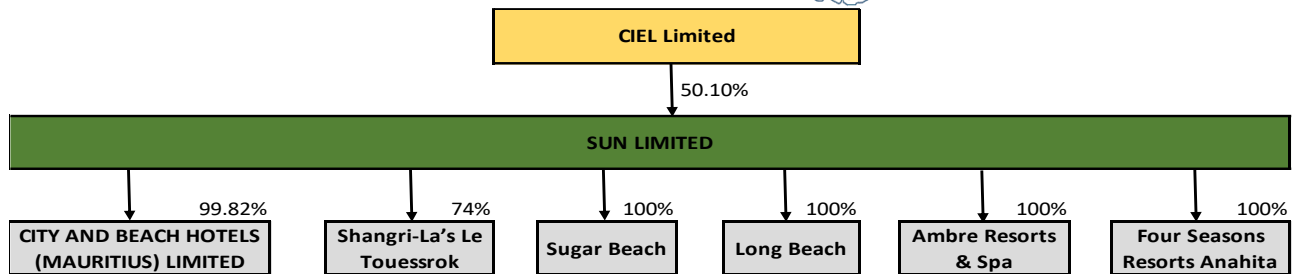 CIEL Limited
50.10%
SUN LIMITED
99.82%
74%
100%
100%
100%
100%
CITY AND BEACH HOTELS
(MAURITIUS) LIMITED
Shangri-La’s Le
Touessrok
Sugar Beach
Long Beach
Ambre Resorts
& Spa
Four Seasons
Resorts Anahita